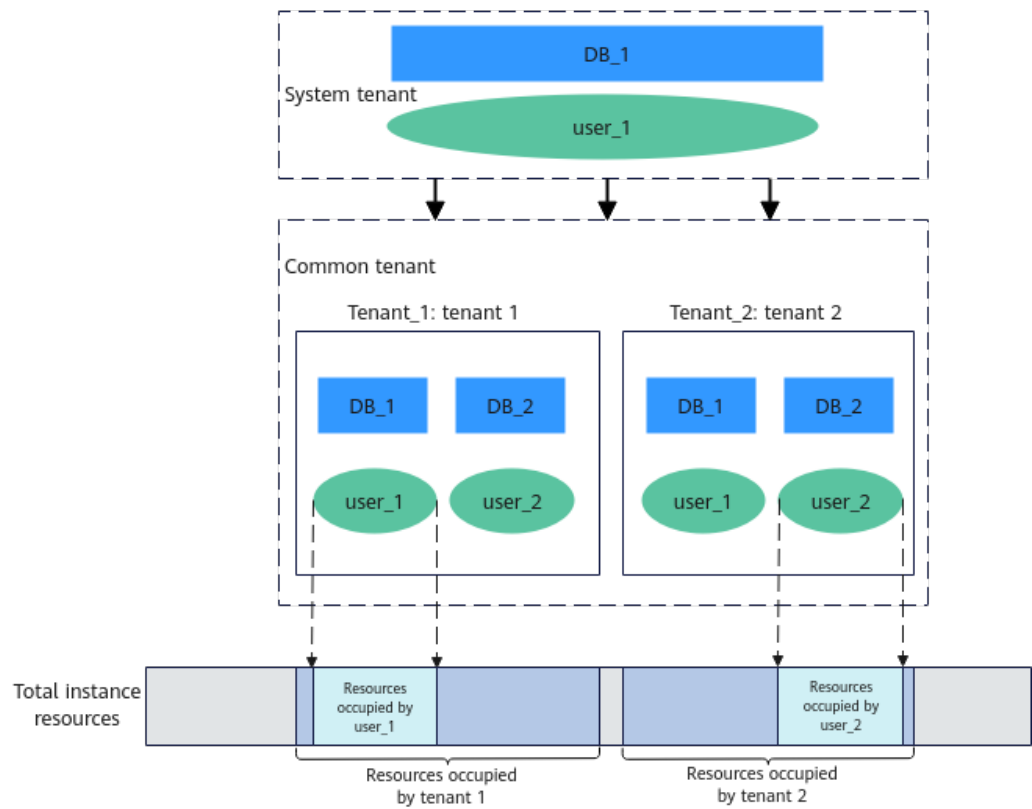 DB_1
System tenant
user_1
Common tenant
Tenant_1: tenant 1
Tenant_2: tenant 2
DB_1
DB_2
DB_1
DB_2
user_1
user_2
user_1
user_2
Total instance
resources
Resources
occupied by
user_1
Resources
occupied by
user_2
Resources occupied
by tenant 1
Resources occupied
by tenant 2